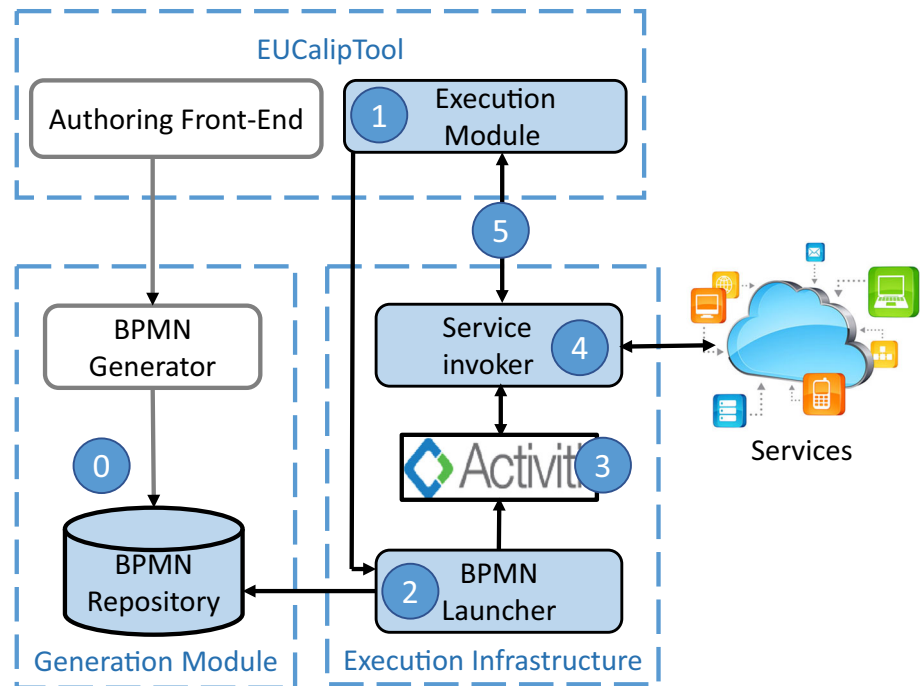 EUCalipTool
Authoring Front-End
1
Execution
Module
5
BPMN
Generator
Service
invoker
4
Services
0
Activiti
3
BPMN
Repository
2
BPMN
Launcher
Generation Module
Execution Infrastructure